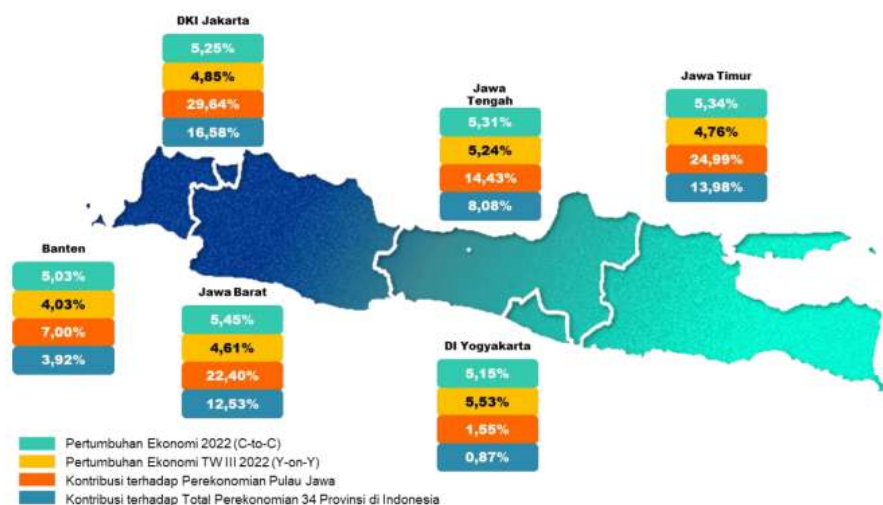 DKI Jakarta
5,25%
4,85%
29,64%
16,58%
Jawa
Tengah
5,31%
5,24%
14,43%
8,08%
Jawa Timur
5,34%
4,76%
24,99%
13,98%
Banten
5,03%
4,03%
7,00%
3,92%
Jawa Barat
5,45%
4,61%
22,40%
12,53%
DI Yogyakarta
5,15%
5,53%
1,55%
0,87%
Pertumbuhan Ekonomi 2022 (C-to-C)
Pertumbuhan Ekonomi TW III 2022 (Y-on-Y)
Kontribusi terhadap Perekonomian Pulau Jawa
Kontribusi terhadap Total Perekonomian 34 Provinsi di Indonesia